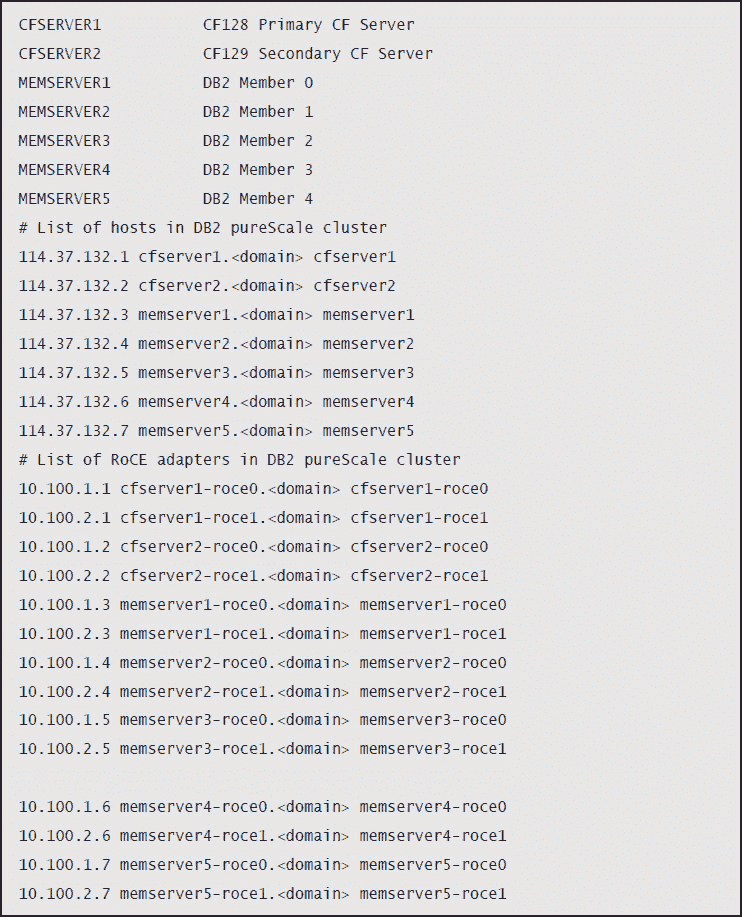 CFSERVER1 CF128 Primary CF Server
CFSERVER2 CF129 Secondary CF Server
MEMSERVER1 DB2 Member 0
MEMSERVER2 DB2 Member 1
MEMSERVER3 DB2 Member 2
MEMSERVER4 DB2 Member 3
MEMSERVER5 DB2 Member 4
# List of hosts in DB2 pureScale cluster
114.37.132.1 cfserver1.<domain> cfserver1
114.37.132.2 cfserver2.<domain> cfserver2
114.37.132.3 memserver1.<domain> memserver1
114.37.132.4 memserver2.<domain> memserver2
114.37.132.5 memserver3.<domain> memserver3
114.37.132.6 memserver4.<domain> memserver4
114.37.132.7 memserver5.<domain> memserver5
# List of RoCE adapters in DB2 pureScale cluster
10.100.1.1 cfserver1-roce0.<domain> cfserver1-roce0
10.100.2.1 cfserver1-roce1.<domain> cfserver1-roce1
10.100.1.2 cfserver2-roce0.<domain> cfserver2-roce0
10.100.2.2 cfserver2-roce1.<domain> cfserver2-roce1
10.100.1.3 memserver1-roce0.<domain> memserver1-roce0
10.100.2.3 memserver1-roce1.<domain> memserver1-roce1
10.100.1.4 memserver2-roce0.<domain> memserver2-roce0
10.100.2.4 memserver2-roce1.<domain> memserver2-roce1
10.100.1.5 memserver3-roce0.<domain> memserver3-roce0
10.100.2.5 memserver3-roce1.<domain> memserver3-roce1
10.100.1.6 memserver4-roce0.<domain> memserver4-roce0
10.100.2.6 memserver4-roce1.<domain> memserver4-roce1
10.100.1.7 memserver5-roce0.<domain> memserver5-roce0
10.100.2.7 memserver5-roce1.<domain> memserver5-roce1